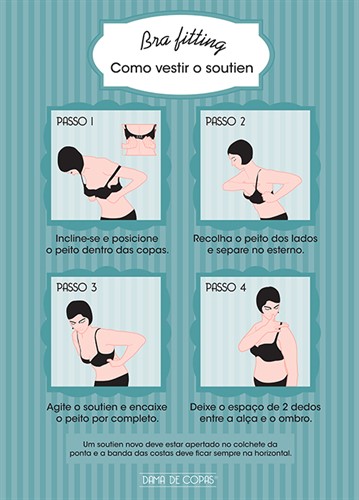 Bra fitting
Como vestir o soutien
PASSO 1
PASSO 2
Incline-se e posicione
o peito dentro das copas.
Recolha o peito dos lados
e separe no esterno.
PASSO 3
PASSO 4
Agite o soutien e encaixe
o peito por completo.
Deixe o espaço de 2 dedos
entre a alça e o ombro.
Um soutien novo deve estar apertado no colchete da
ponta e a banda das costas deve ficar sempre na horizontal.
DAMA DE COPAS®